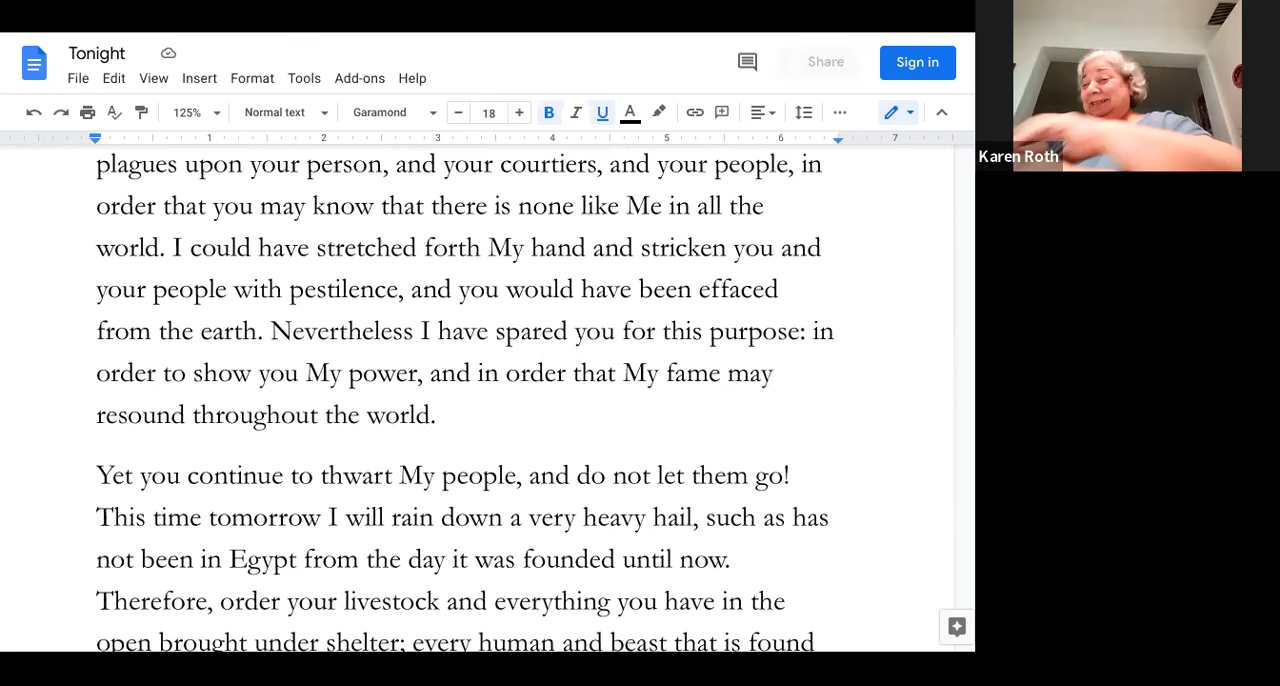 Tonight
File Edit View Insert Format Tools Add-ons Help
Share
Sign in
125% Normal text Garamond 18 B I U A
1 2 3 4 5 6 7
plagues upon your person, and your courtiers, and your people, in
order that you may know that there is none like Me in all the
world. I could have stretched forth My hand and stricken you and
your people with pestilence, and you would have been effaced
from the earth. Nevertheless I have spared you for this purpose: in
order to show you My power, and in order that My fame may
resound throughout the world.
Yet you continue to thwart My people, and do not let them go!
This time tomorrow I will rain down a very heavy hail, such as has
not been in Egypt from the day it was founded until now.
Therefore, order your livestock and everything you have in the
open brought under shelter; every human and beast that is found
Karen Roth